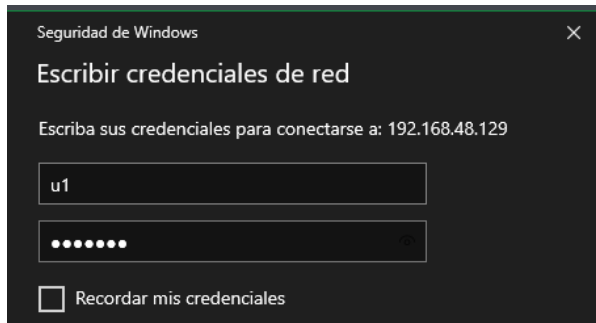 Seguridad de Windows
Escribir credenciales de red
Escriba sus credenciales para conectarse a: 192.168.48.129
u1
●●●●●●●
Recordar mis credenciales